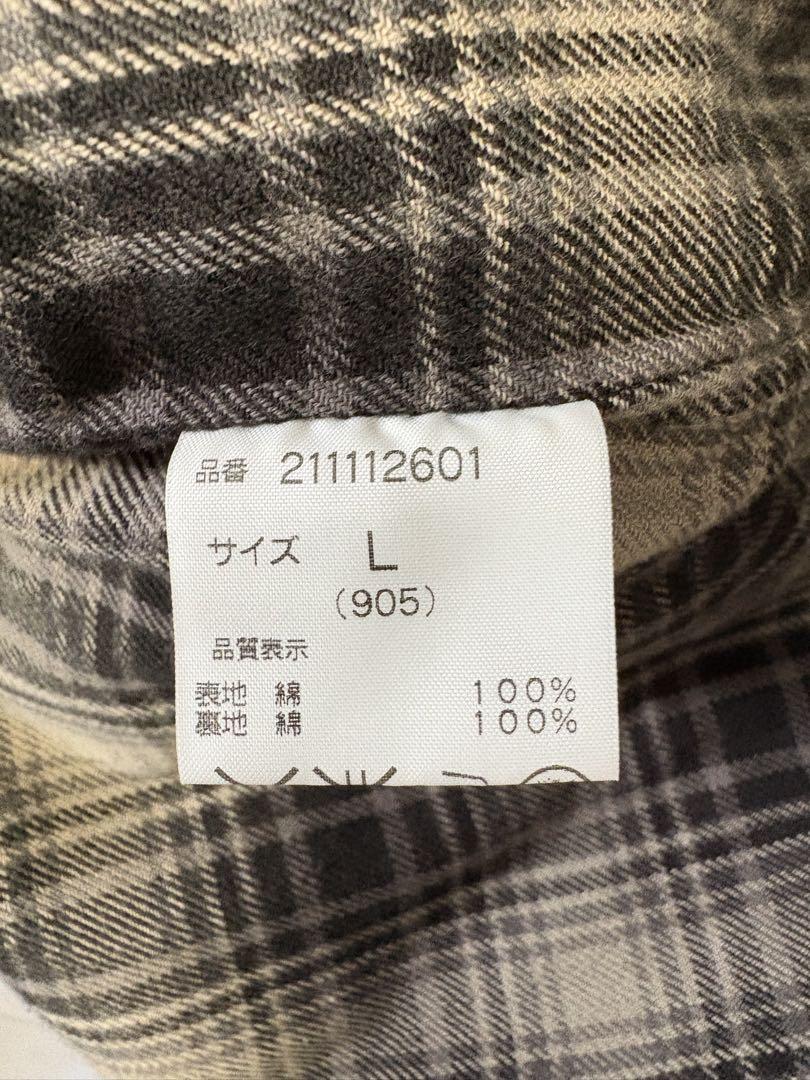 品番 211112601
サイズ L
(905)
品質表示
表地 綿 100%
裏地 綿 100%